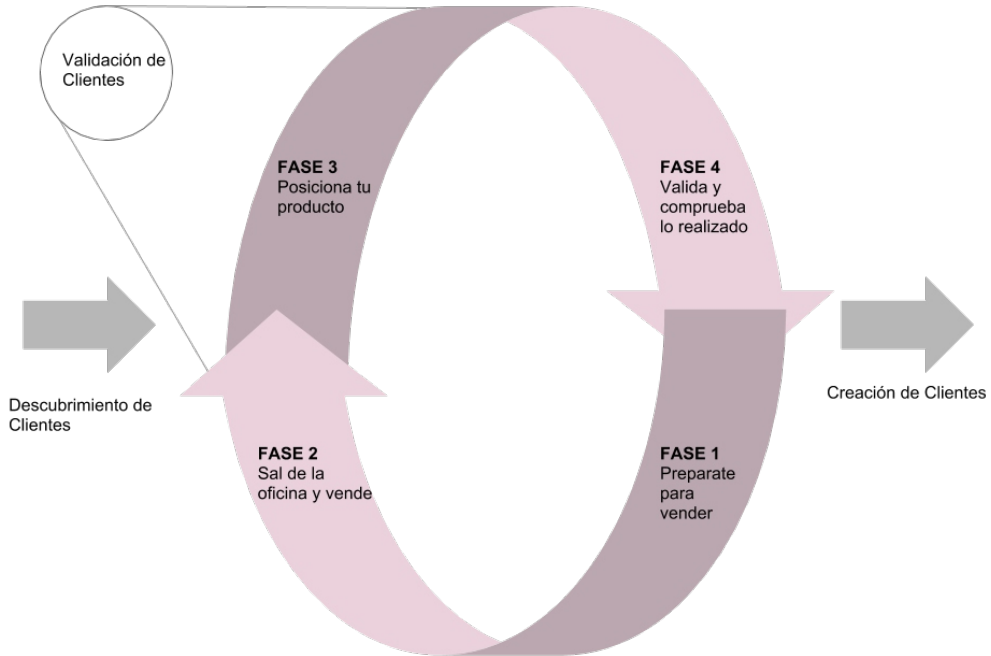 Validación de
Clientes
FASE 3
Posiciona tu
producto
FASE 4
Valida y
comprueba
lo realizado
Descubrimiento de
Clientes
Creación de Clientes
FASE 2
Sal de la
oficina y vende
FASE 1
Preparate
para
vender